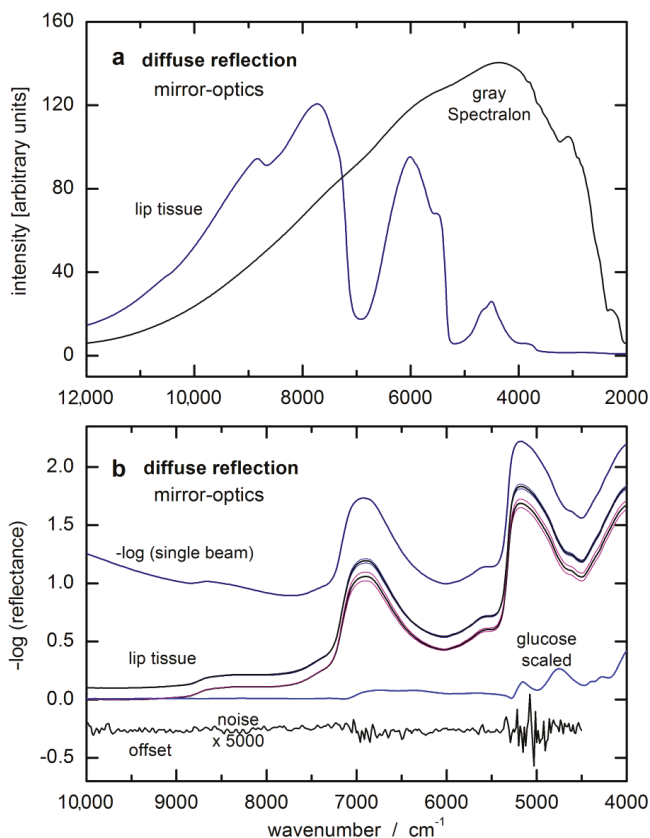 160
a diffuse reflection
mirror-optics
120
gray
Spectralon
80
lip tissue
40
0
intensity [arbitrary units]
12,000 10,000 8000 6000 4000 2000
b diffuse reflection
2.0
mirror-optics
1.5
-log (single beam)
1.0
0.5
lip tissue
glucose
scaled
0.0
noise
x 5000
offset
-0.5
–log (reflectance)
10,000 9000 8000 7000 6000 5000 4000
wavenumber / cm⁻¹